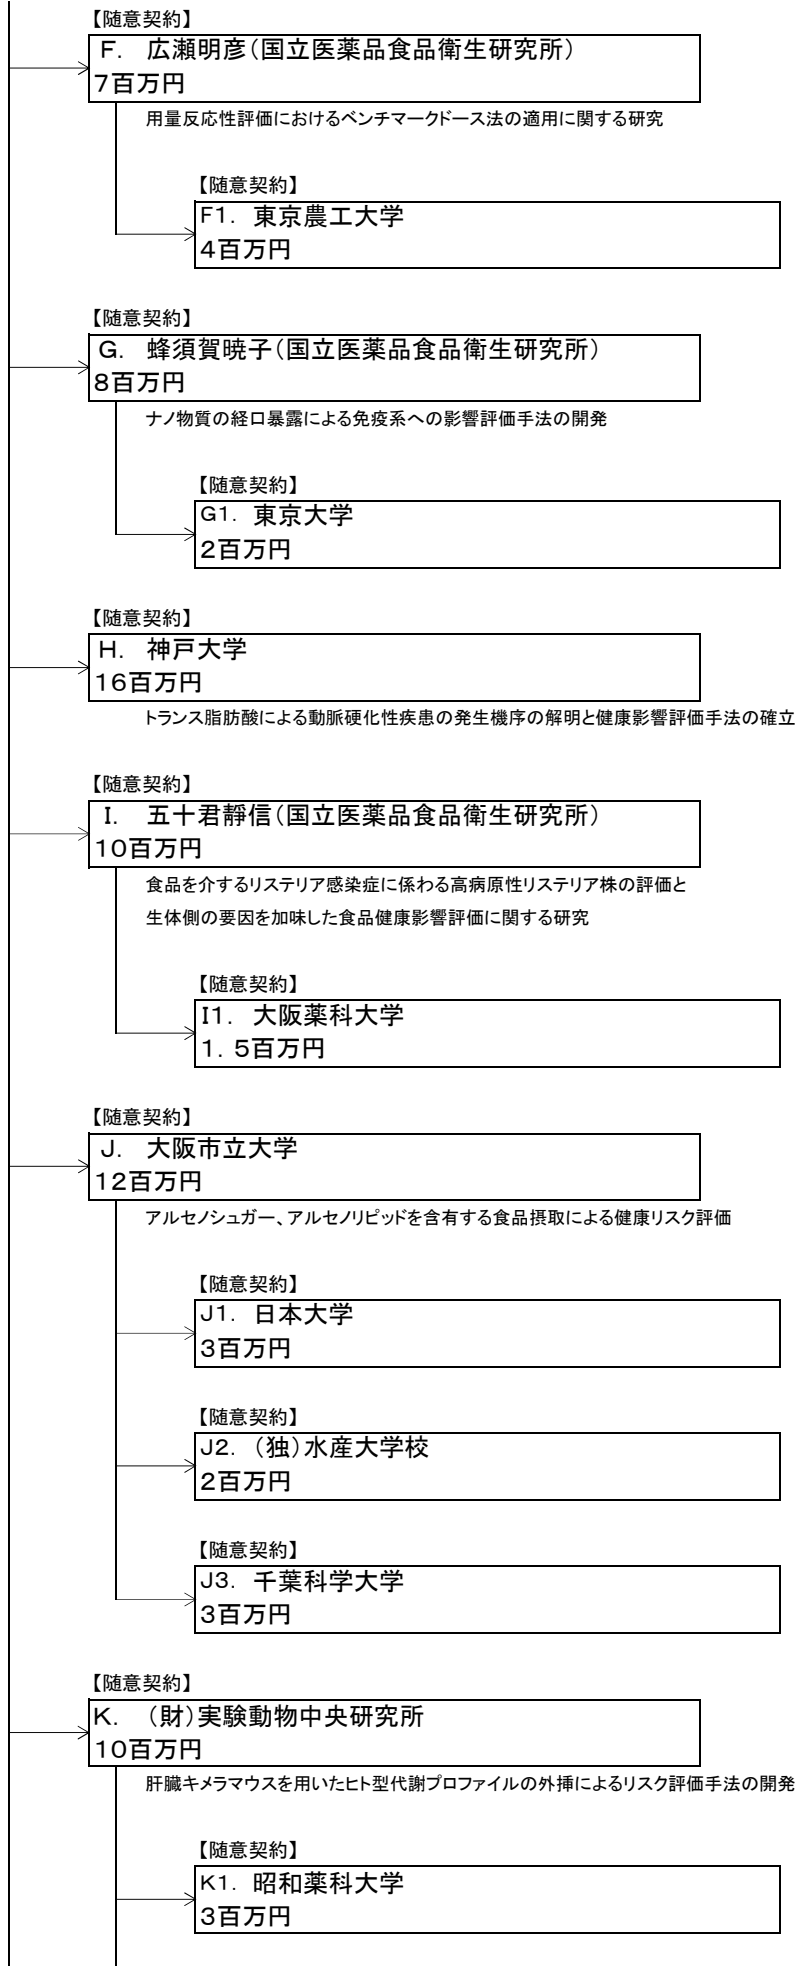 【随意契約】
F.　広瀬明彦（国立医薬品食品衛生研究所）
７百万円
用量反応性評価におけるベンチマークドース法の適用に関する研究
【随意契約】
F１.　東京農工大学
４百万円
【随意契約】
G.　蜂須賀暁子（国立医薬品食品衛生研究所）
８百万円
ナノ物質の経口暴露による免疫系への影響評価手法の開発
【随意契約】
G１.　東京大学
２百万円
【随意契約】
H.　神戸大学
１６百万円
トランス脂肪酸による動脈硬化性疾患の発生機序の解明と健康影響評価手法の確立
【随意契約】
I.　五十君靜信（国立医薬品食品衛生研究所）
１０百万円
食品を介するリステリア感染症に係わる高病原性リステリア株の評価と
生体側の要因を加味した食品健康影響評価に関する研究
【随意契約】
I１.　大阪薬科大学
１．５百万円
【随意契約】
J.　大阪市立大学
１２百万円
アルセノシュガー、アルセノリピッドを含有する食品摂取による健康リスク評価
【随意契約】
J１.　日本大学
３百万円
【随意契約】
J２.　（独）水産大学校
２百万円
【随意契約】
J３.　千葉科学大学
３百万円
【随意契約】
K.　（財）実験動物中央研究所
１０百万円
肝臓キメラマウスを用いたヒト型代謝プロファイルの外挿によるリスク評価手法の開発
【随意契約】
K１.　昭和薬科大学
３百万円